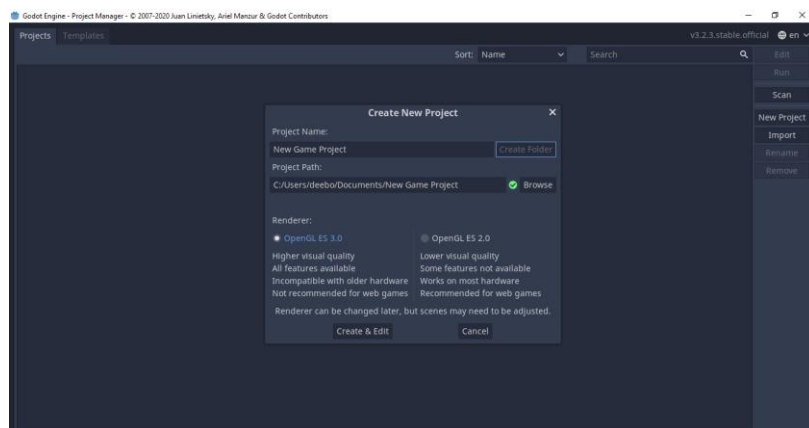 Godot Engine - Project Manager - © 2007-2020 Juan Linietsky, Ariel Manzur & Godot Contributors
Projects Templates v3.2.3.stable.official en
Sort: Name Search Edit
Run
Scan
New Project
Import
Rename
Remove
Create New Project
Project Name:
New Game Project Create Folder
Project Path:
C:/Users/deebo/Documents/New Game Project Browse
Renderer:
OpenGL ES 3.0 OpenGL ES 2.0
Higher visual quality Lower visual quality
All features available Some features not available
Incompatible with older hardware Works on most hardware
Not recommended for web games Recommended for web games
Renderer can be changed later, but scenes may need to be adjusted.
Create & Edit Cancel